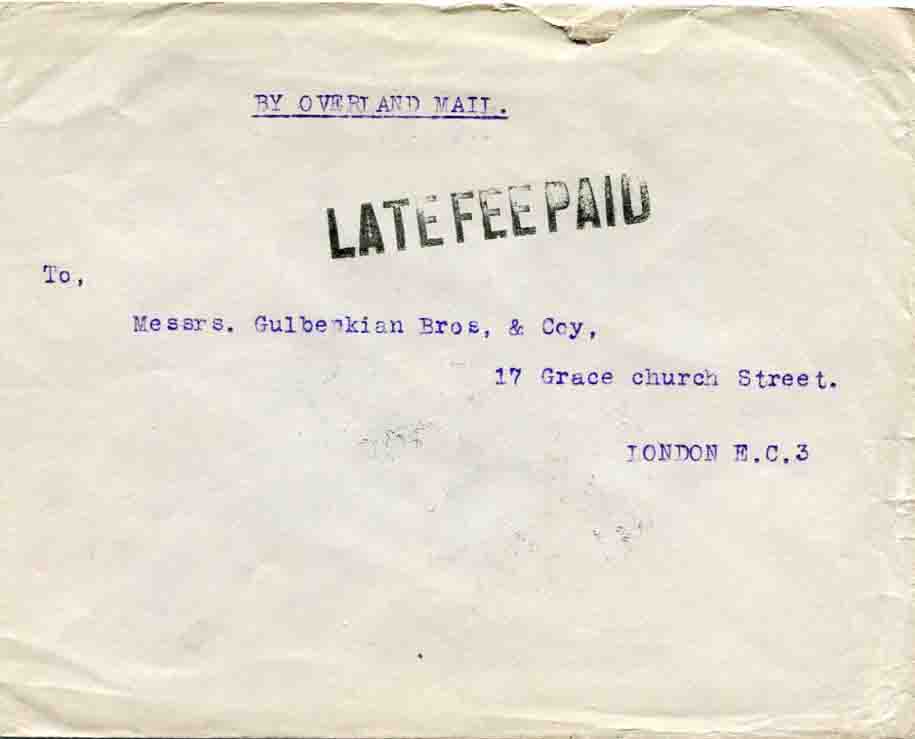 BY OVERLAND MAIL.
LATE FEE PAID
To,
Messrs. Gulbenkian Bros, & Coy,
17 Grace church Street.
LONDON E.C.3